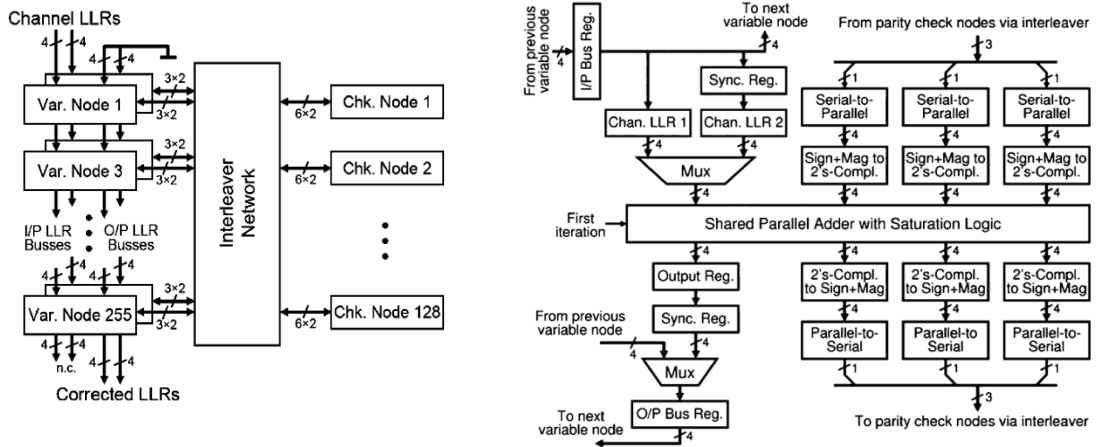 Channel LLRs
4
4
4
4
Var. Node 1
3×2
3×2
Var. Node 3
3×2
3×2
I/P LLR
Busses
O/P LLR
Busses
4
4
4
4
Var. Node 255
3×2
3×2
4
4
4
4
n.c.
Corrected LLRs
Interleaver
Network
6×2
Chk. Node 1
6×2
Chk. Node 2
6×2
Chk. Node 128
From previous
variable node
4
I/P Bus Reg.
To next
variable node
4
4
Sync. Reg.
4
Chan. LLR 1
Chan. LLR 2
4
4
Mux
4
First
iteration
Shared Parallel Adder with Saturation Logic
4
Output Reg.
4
Sync. Reg.
From previous
variable node
4
4
Mux
O/P Bus Reg.
To next
variable node
4
From parity check nodes via interleaver
3
1
1
1
Serial-to-
Parallel
Serial-to-
Parallel
Serial-to-
Parallel
4
4
4
Sign+Mag to
2's-Compl.
Sign+Mag to
2's-Compl.
Sign+Mag to
2's-Compl.
4
4
4
4
4
4
2's-Compl.
to Sign+Mag
2's-Compl.
to Sign+Mag
2's-Compl.
to Sign+Mag
4
4
4
Parallel-to-
Serial
Parallel-to
Serial
Parallel-to-
Serial
1
1
1
3
To parity check nodes via interleaver